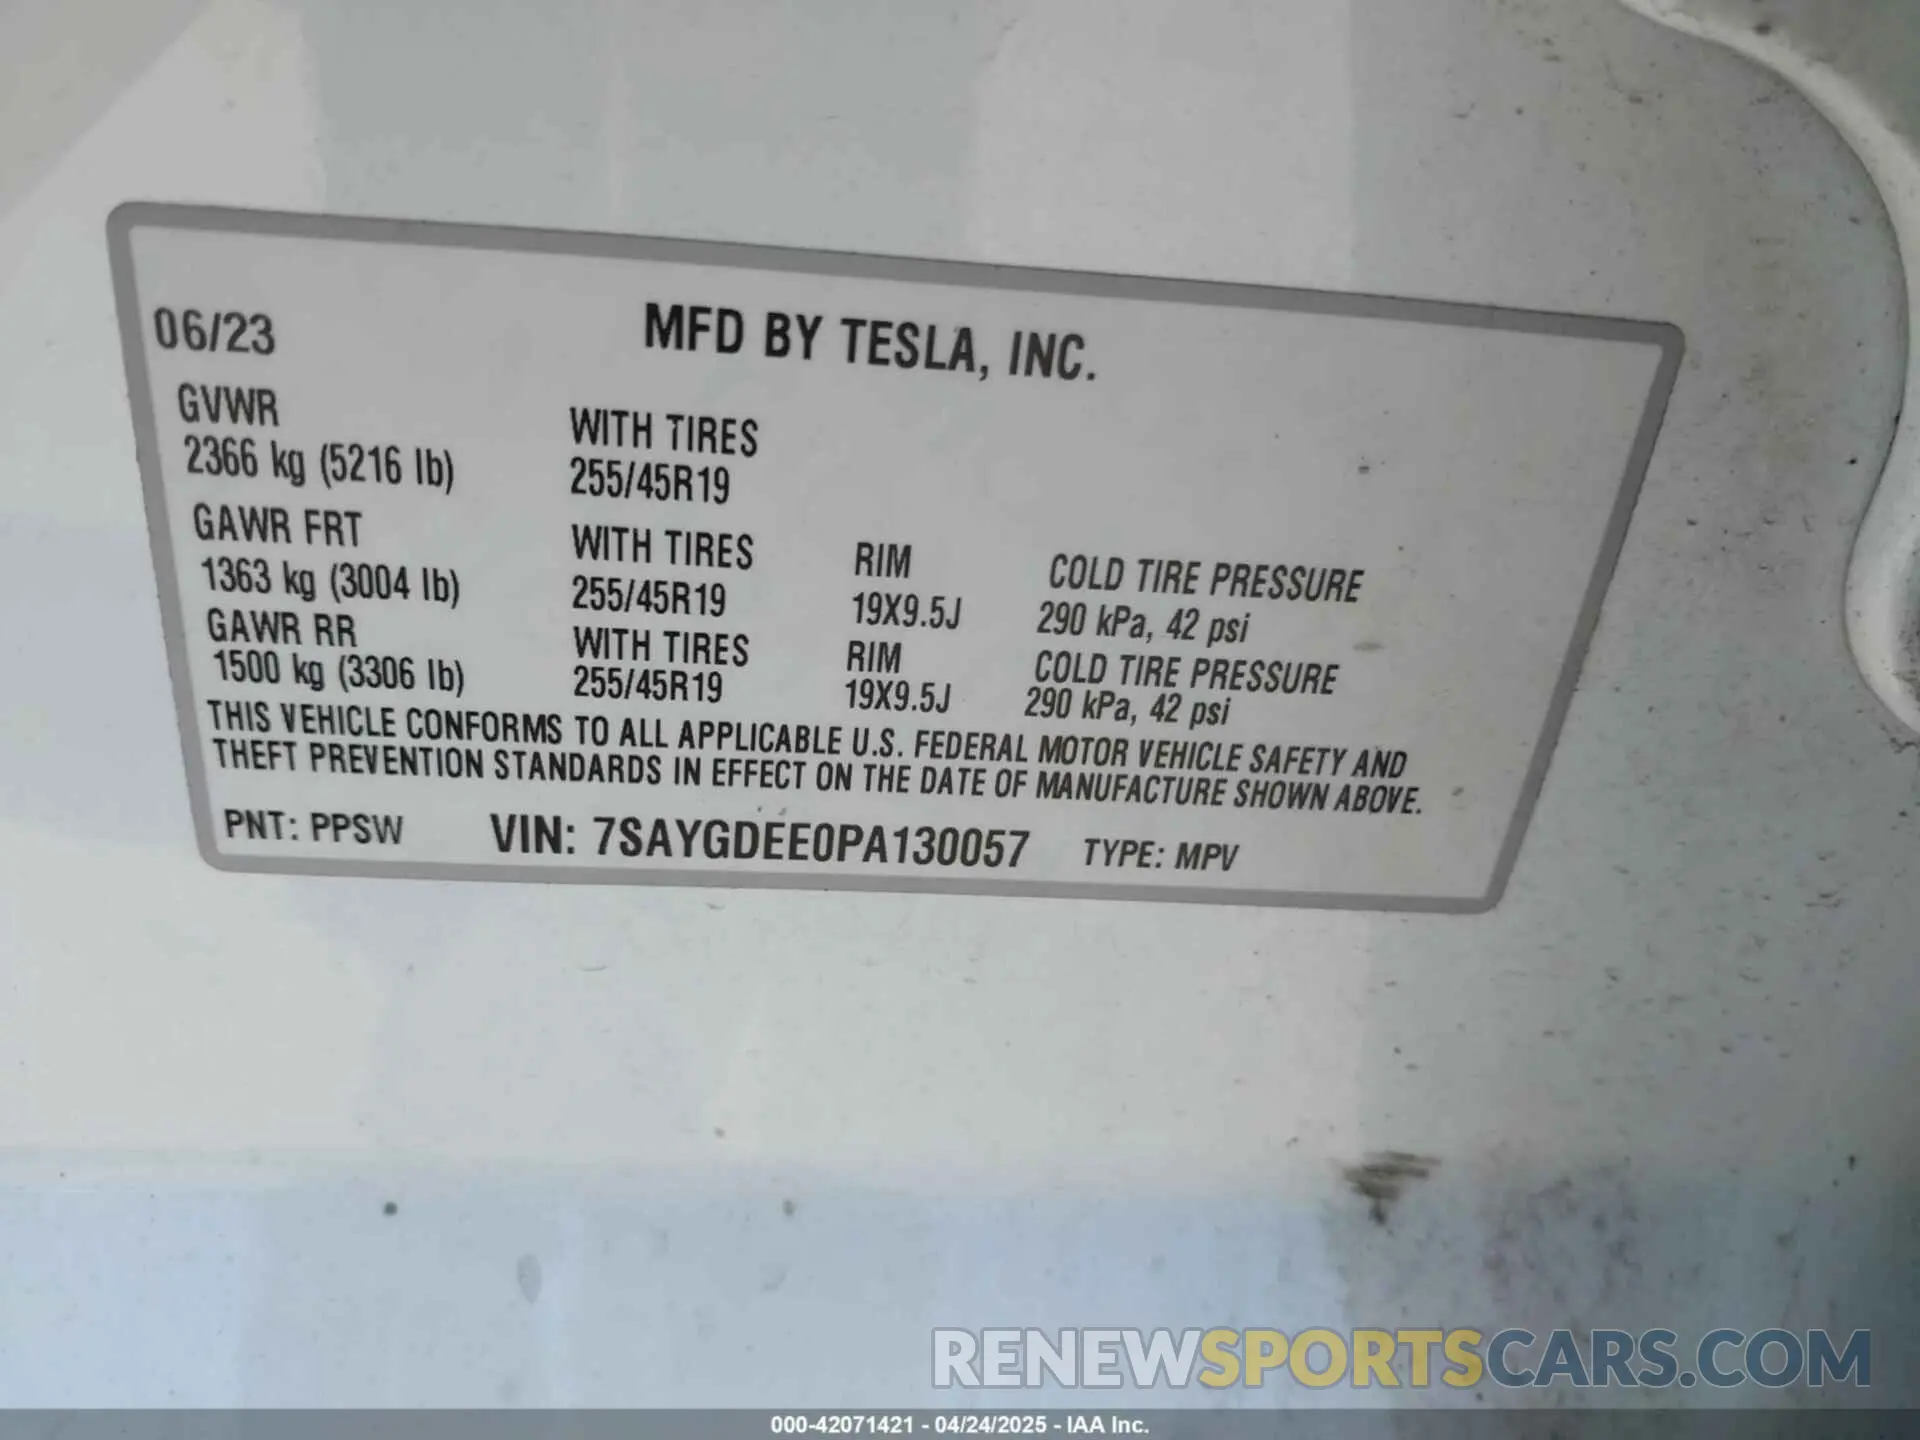 06/23 MFD BY TESLA, INC.
GVWR WITH TIRES
2366 kg (5216 lb) 255/45R19
GAWR FRT WITH TIRES RIM COLD TIRE PRESSURE
1363 kg (3004 lb) 255/45R19 19X9.5J 290 kPa, 42 psi
GAWR RR WITH TIRES RIM COLD TIRE PRESSURE
1500 kg (3306 lb) 255/45R19 19X9.5J 290 kPa, 42 psi
THIS VEHICLE CONFORMS TO ALL APPLICABLE U.S. FEDERAL MOTOR VEHICLE SAFETY AND
THEFT PREVENTION STANDARDS IN EFFECT ON THE DATE OF MANUFACTURE SHOWN ABOVE.
PNT: PPSW VIN: 7SAYGDEE0PA130057 TYPE: MPV
RENEWSPORTSCARS.COM
000-42071421 - 04/24/2025 - IAA Inc.